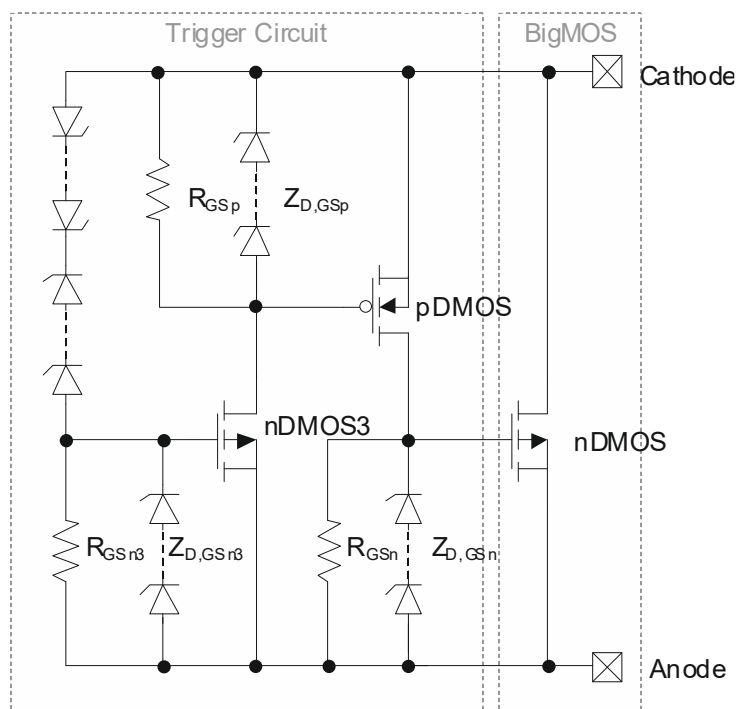 Trigger Circuit
BigMOS
Cathode
RGSp
ZD,GSp
pDMOS
nDMOS3
nDMOS
RGSn3
ZD,GSn3
RGSn
ZD,GSn
Anode